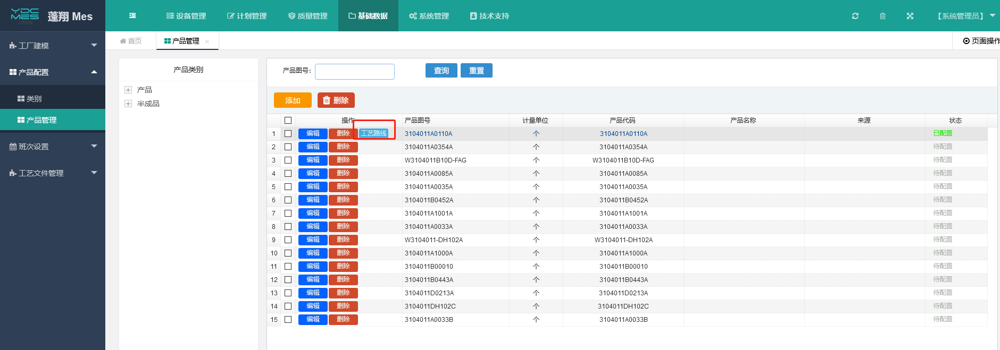 YDC MES 蓬翔 Mes 设备管理 计划管理 质量管理 基础数据 系统管理 技术支持 【系统管理员】
首页 产品管理 页面操作
工厂建模
产品配置
类别
产品管理
班次设置
工艺文件管理
产品类别
产品
半成品
产品图号: 查询 重置
添加 删除
操作 产品图号 计量单位 产品代码 产品名称 来源 状态
1 编辑 删除 工艺路线 3104011A0110A 个 3104011A0110A 已配置
2 编辑 删除 3104011A0354A 个 3104011A0354A 待配置
3 编辑 删除 W3104011B10D-FAG 个 W3104011B10D-FAG 待配置
4 编辑 删除 3104011A0085A 个 3104011A0085A 待配置
5 编辑 删除 3104011A0035A 个 3104011A0035A 待配置
6 编辑 删除 3104011B0452A 个 3104011B0452A 待配置
7 编辑 删除 3104011A1001A 个 3104011A1001A 待配置
8 编辑 删除 3104011A0033A 个 3104011A0033A 待配置
9 编辑 删除 W3104011-DH102A 个 W3104011-DH102A 待配置
10 编辑 删除 3104011A1000A 个 3104011A1000A 待配置
11 编辑 删除 3104011B00010 个 3104011B00010 待配置
12 编辑 删除 3104011B0443A 个 3104011B0443A 待配置
13 编辑 删除 3104011D0213A 个 3104011D0213A 待配置
14 编辑 删除 3104011DH102C 个 3104011DH102C 待配置
15 编辑 删除 3104011A0033B 个 3104011A0033B 待配置